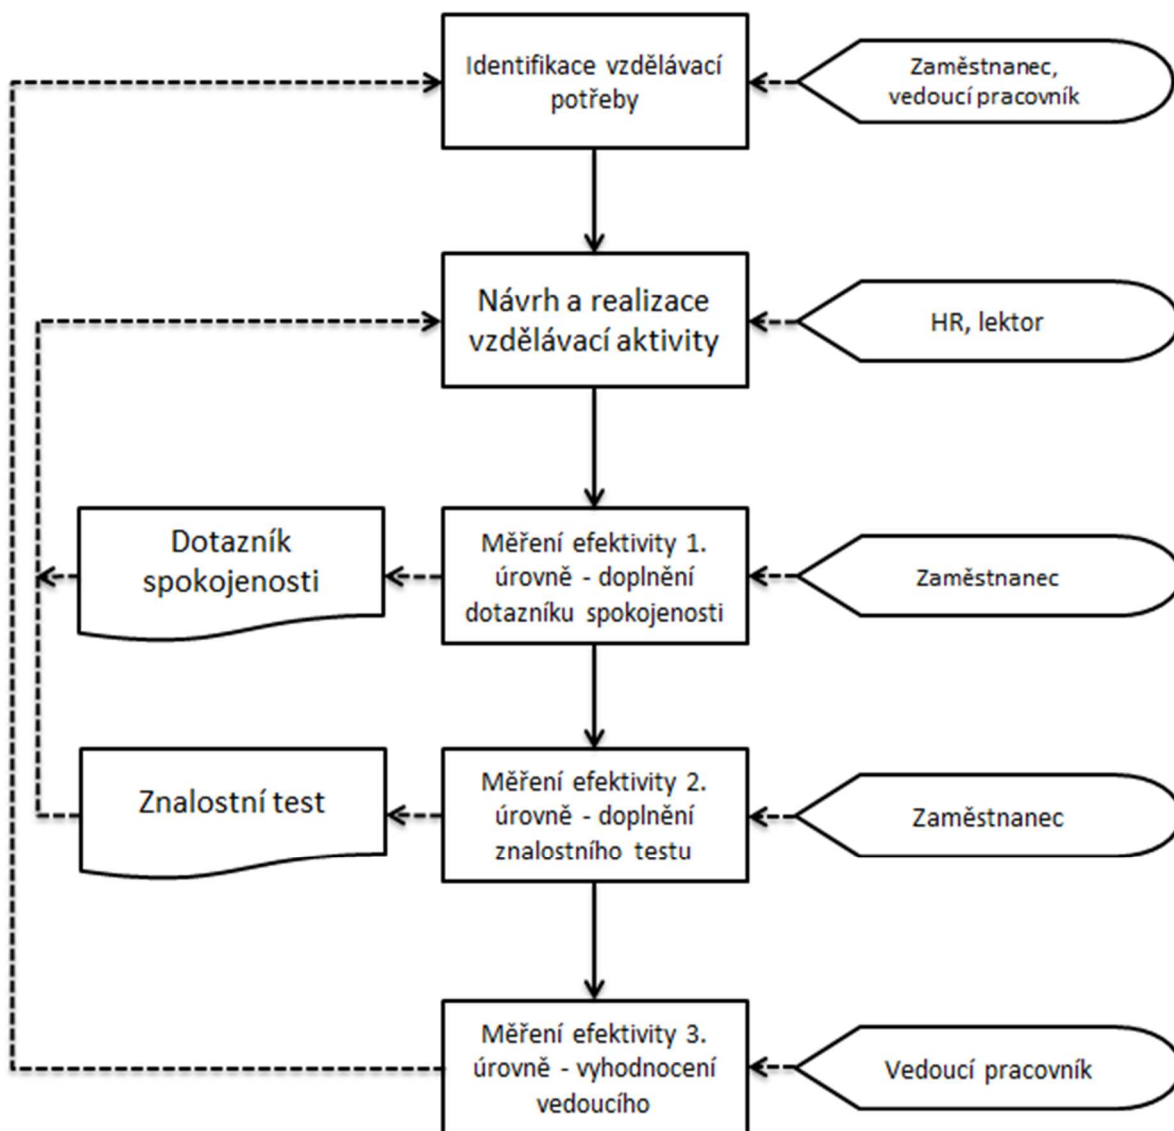 Identifikace vzdělávací
potřeby
Zaměstnanec,
vedoucí pracovník
Návrh a realizace
vzdělávací aktivity
HR, lektor
Dotazník
spokojenosti
Měření efektivity 1.
úrovně - doplnění
dotazníku spokojenosti
Zaměstnanec
Znalostní test
Měření efektivity 2.
úrovně - doplnění
znalostního testu
Zaměstnanec
Měření efektivity 3.
úrovně - vyhodnocení
vedoucího
Vedoucí pracovník